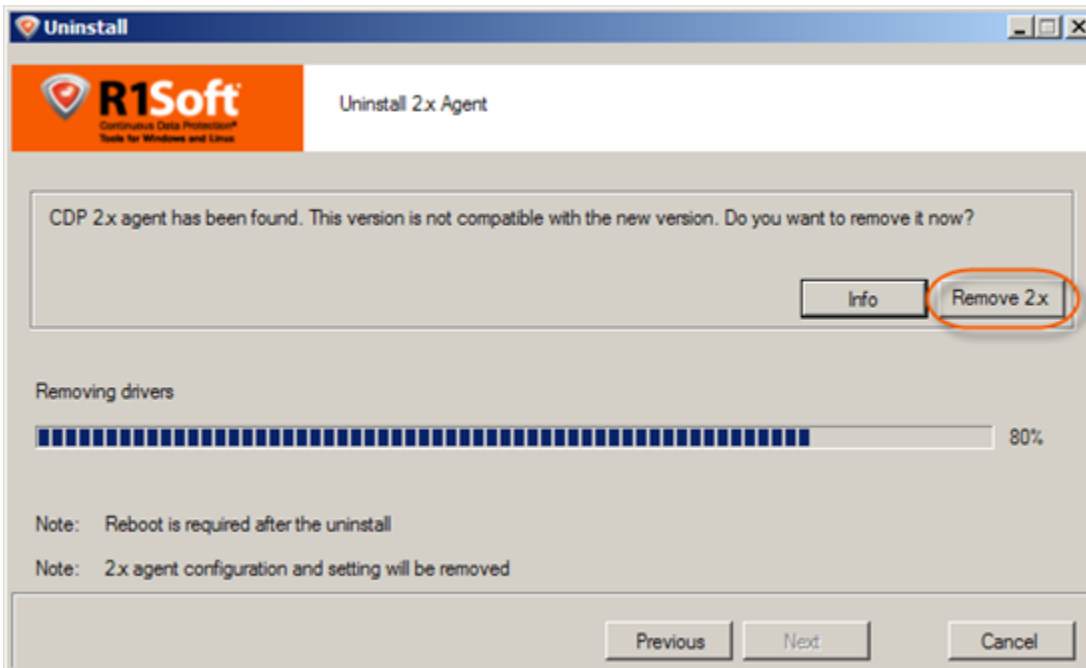 Uninstall
R1Soft
Continuous Data Protection®
Tools for Windows and Linux
Uninstall 2.x Agent
CDP 2.x agent has been found. This version is not compatible with the new version. Do you want to remove it now?
Info
Remove 2.x
Removing drivers
80%
Note: Reboot is required after the uninstall
Note: 2.x agent configuration and setting will be removed
Previous
Next
Cancel